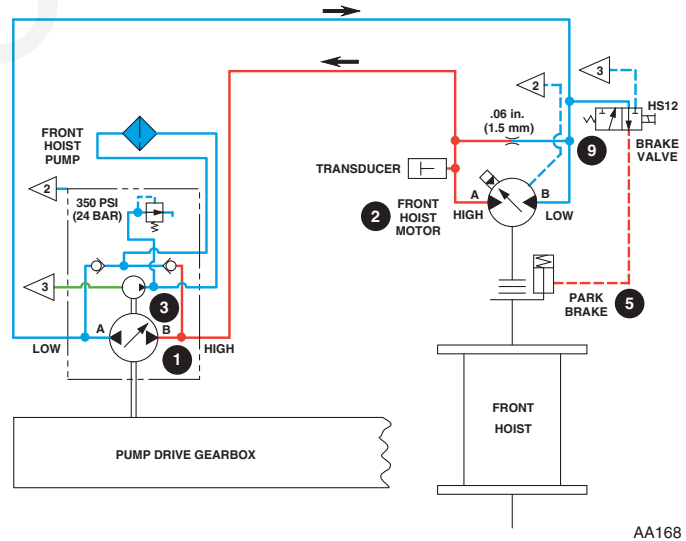 FRONT
HOIST
PUMP
2
350 PSI
(24 BAR)
3
3
A
B
LOW
1
HIGH
PUMP DRIVE GEARBOX
.06 in.
(1.5 mm)
2
3
HS12
9
BRAKE
VALVE
TRANSDUCER
A
B
HIGH
LOW
2
FRONT
HOIST
MOTOR
PARK
BRAKE
5
FRONT
HOIST
AA168